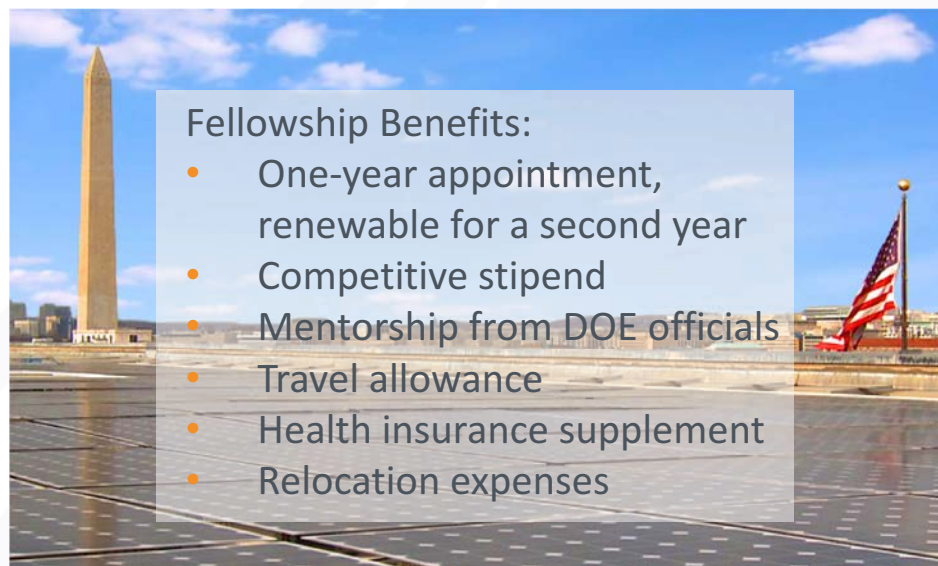 Fellowship Benefits:
• One-year appointment,
renewable for a second year
• Competitive stipend
• Mentorship from DOE officials
• Travel allowance
• Health insurance supplement
• Relocation expenses